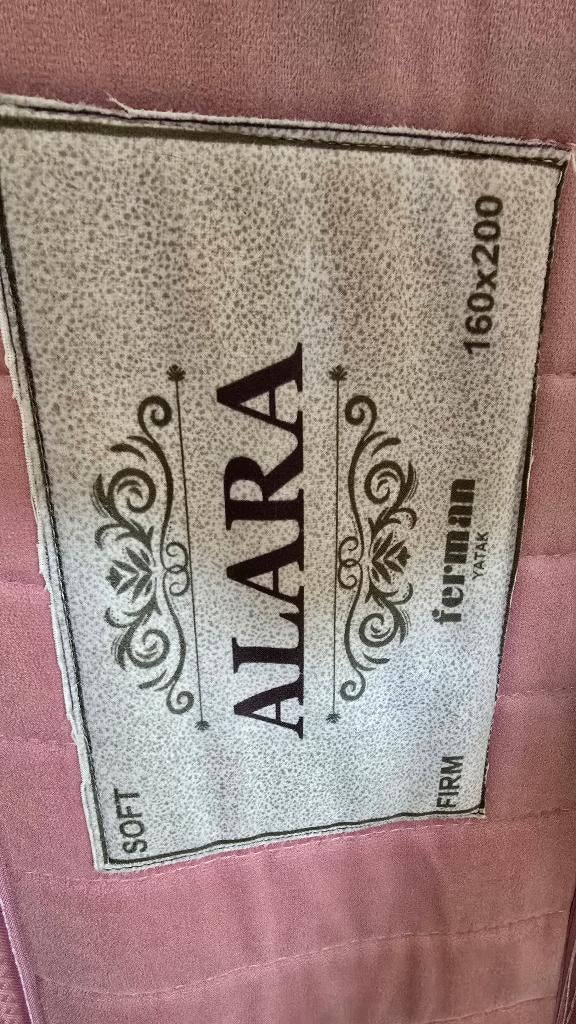 SOFT
ALARA
FIRM
ferman
YATAK
160x200